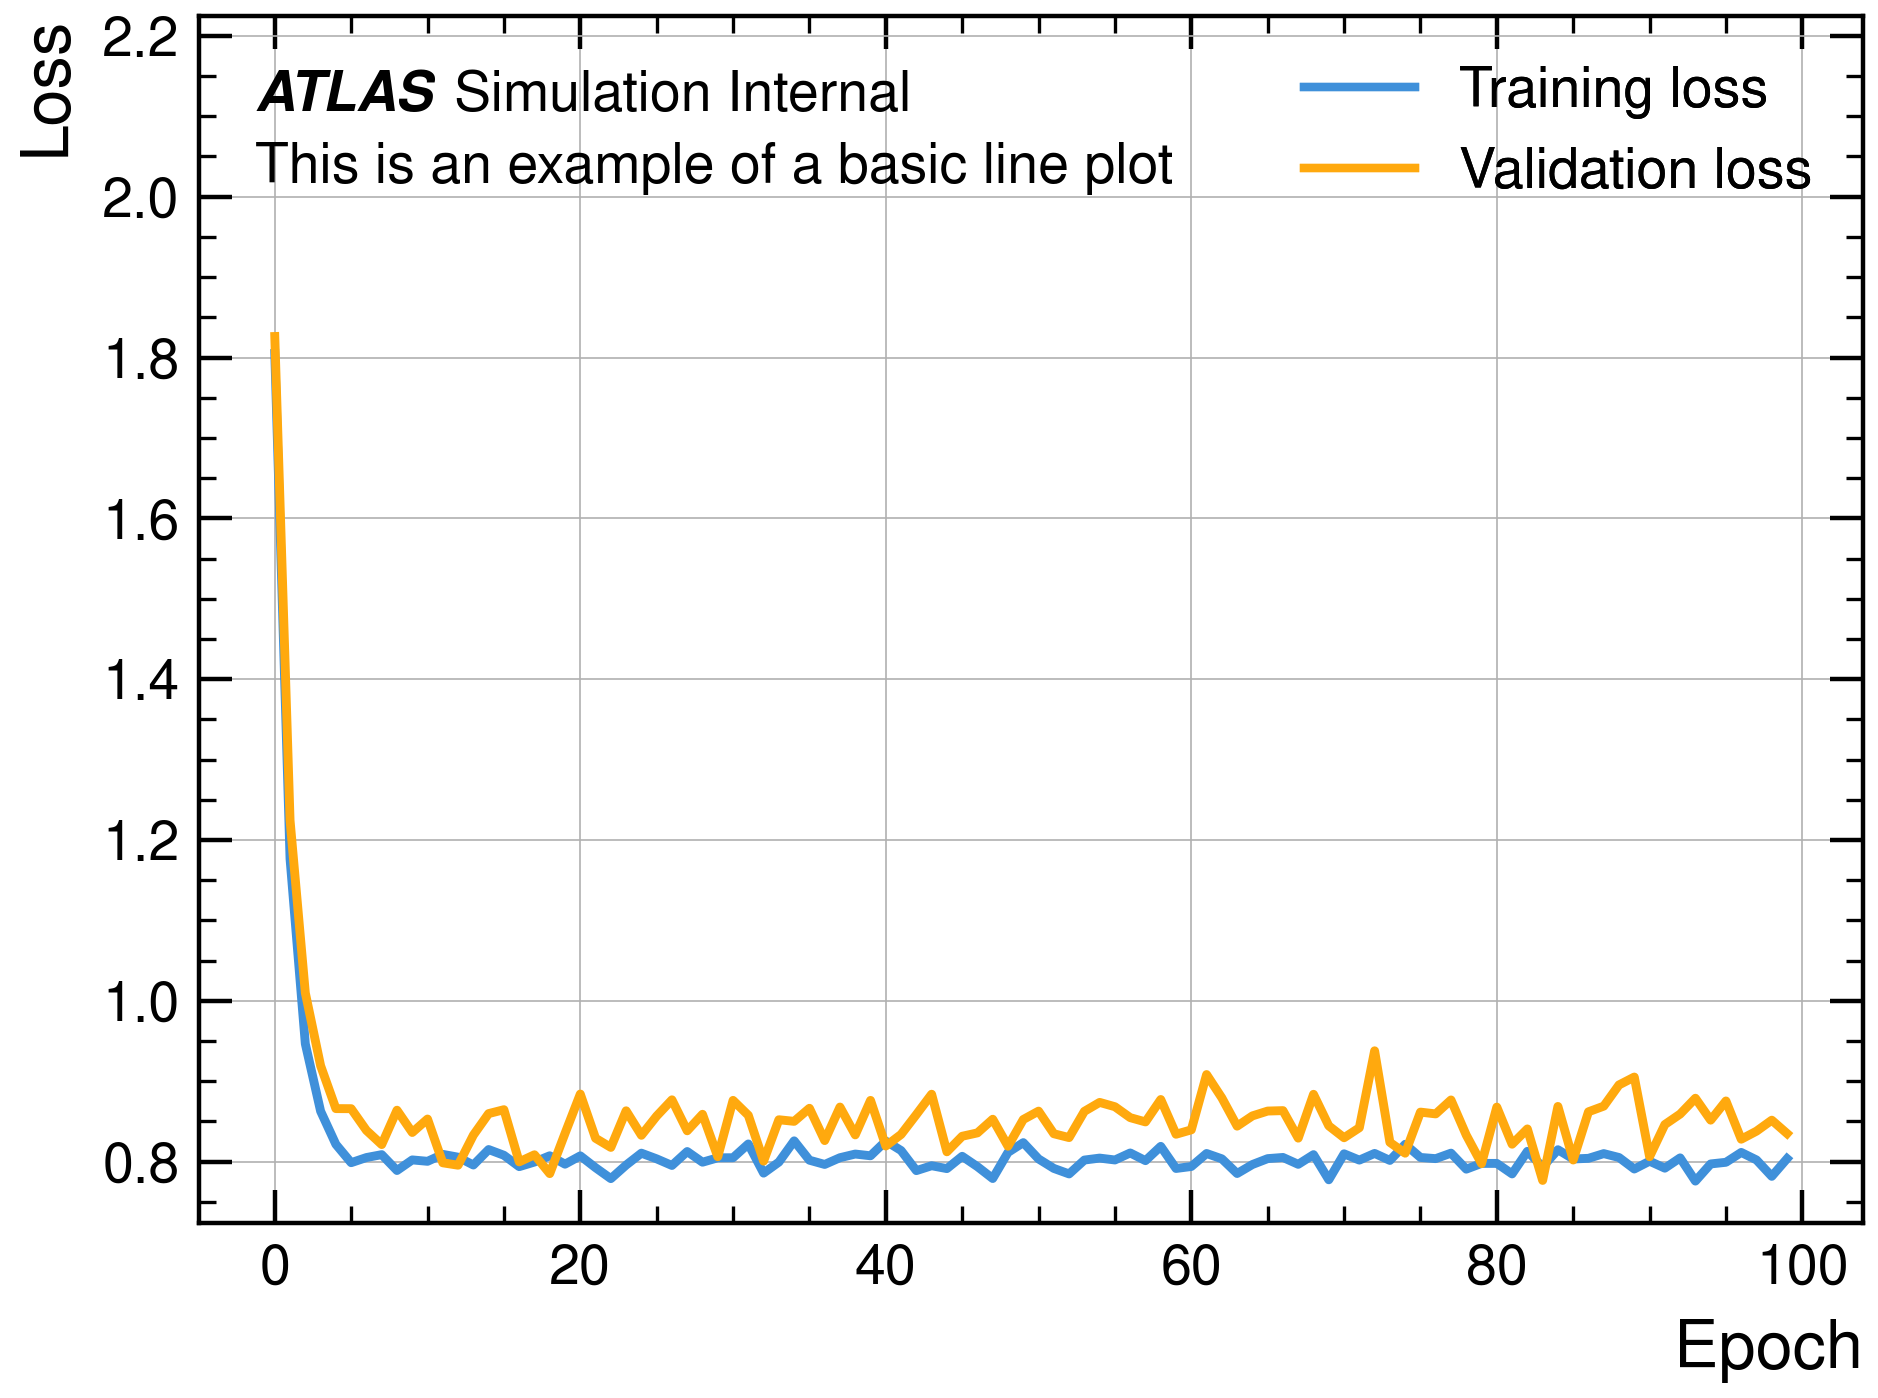 Loss
2.2
2.0
1.8
1.6
1.4
1.2
1.0
0.8
ATLAS Simulation Internal
This is an example of a basic line plot
Training loss
Validation loss
0 20 40 60 80 100
Epoch